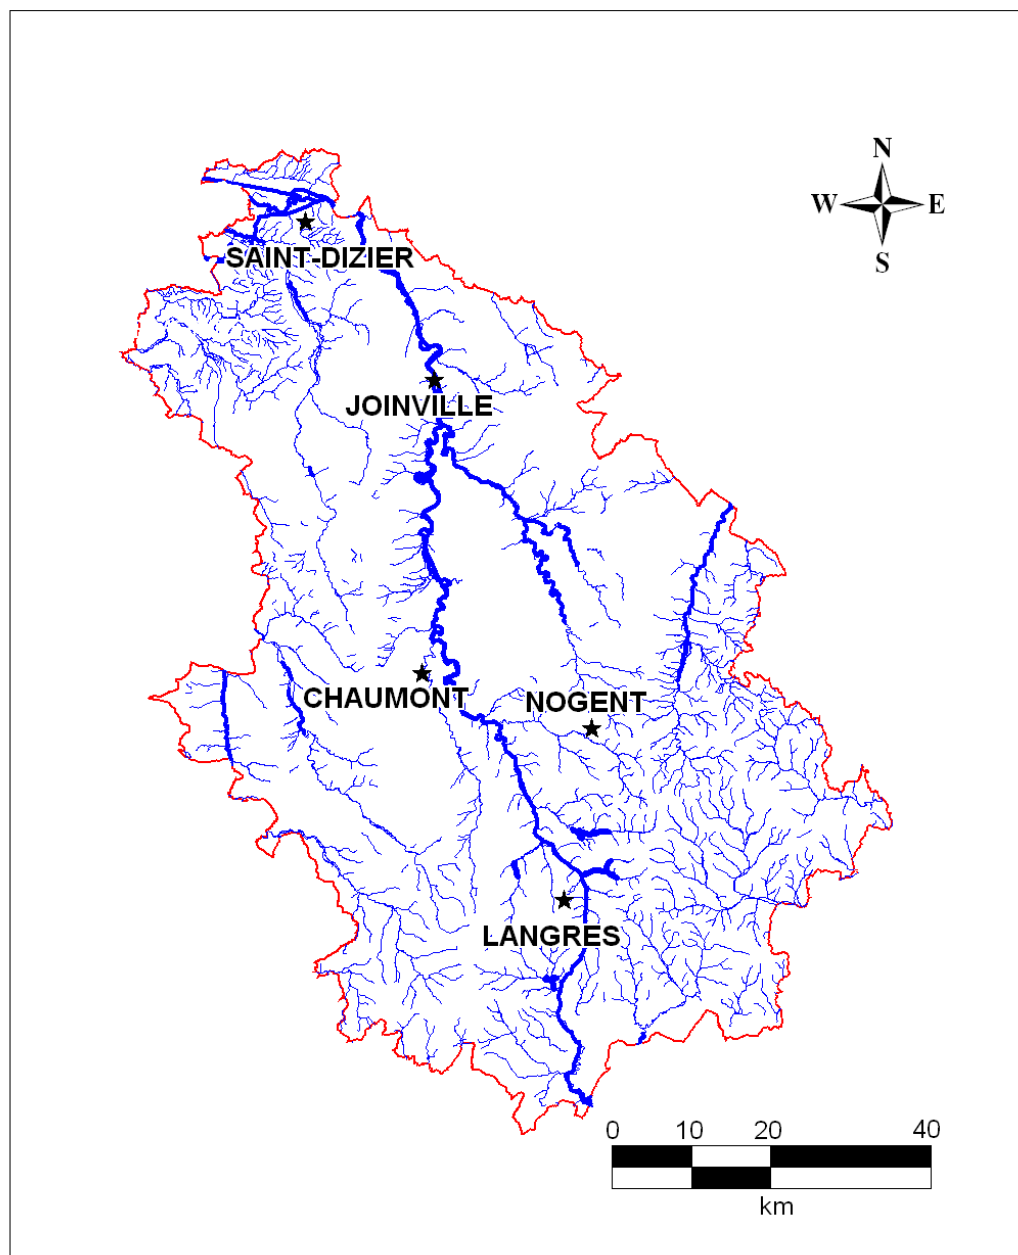 N
W E
S
SAINT-DIZIER
JOINVILLE
CHAUMONT
NOGENT
LANGRES
0 10 20 40
km